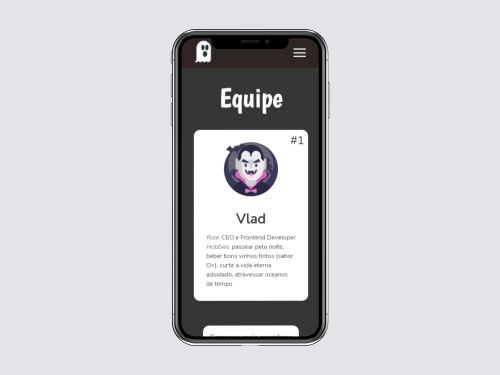 Equipe
#1
Vlad
Role: CEO e Frontend Developer
Hobbies: passear pela noite,
beber bons vinhos tintos (sabor
O+), curtir a vida eterna
adoidado, atravessar oceanos
de tempo